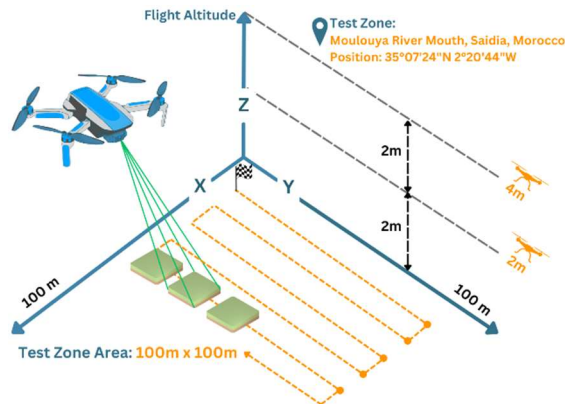 Flight Altitude
Test Zone:
Moulouya River Mouth, Saidia, Morocco
Position: 35°07'24"N 2°20'44"W
Z
2m
X
Y
4m
2m
2m
100 m
100 m
Test Zone Area: 100m x 100m